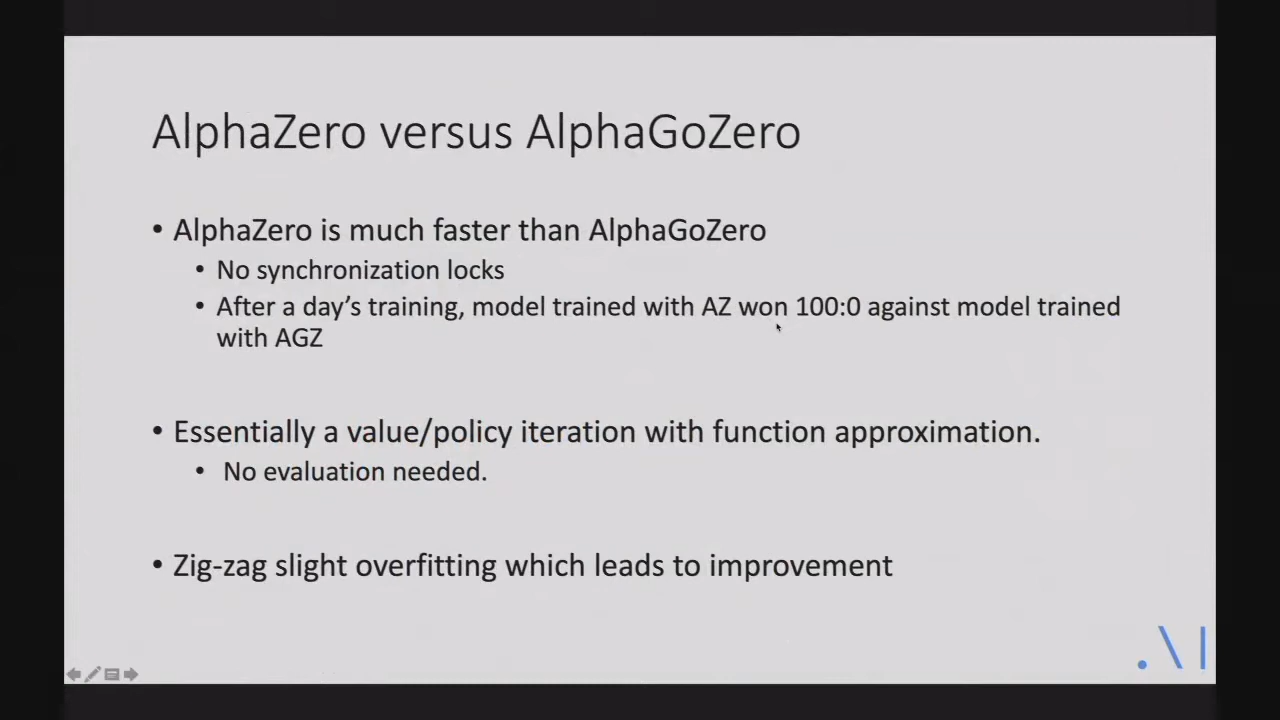 AlphaZero versus AlphaGoZero
• AlphaZero is much faster than AlphaGoZero
• No synchronization locks
• After a day's training, model trained with AZ won 100:0 against model trained
with AGZ
• Essentially a value/policy iteration with function approximation.
• No evaluation needed.
• Zig-zag slight overfitting which leads to improvement
.\|